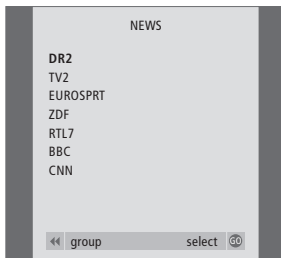 NEWS
DR2
TV2
EUROSPRT
ZDF
RTL7
BBC
CNN
group select GO